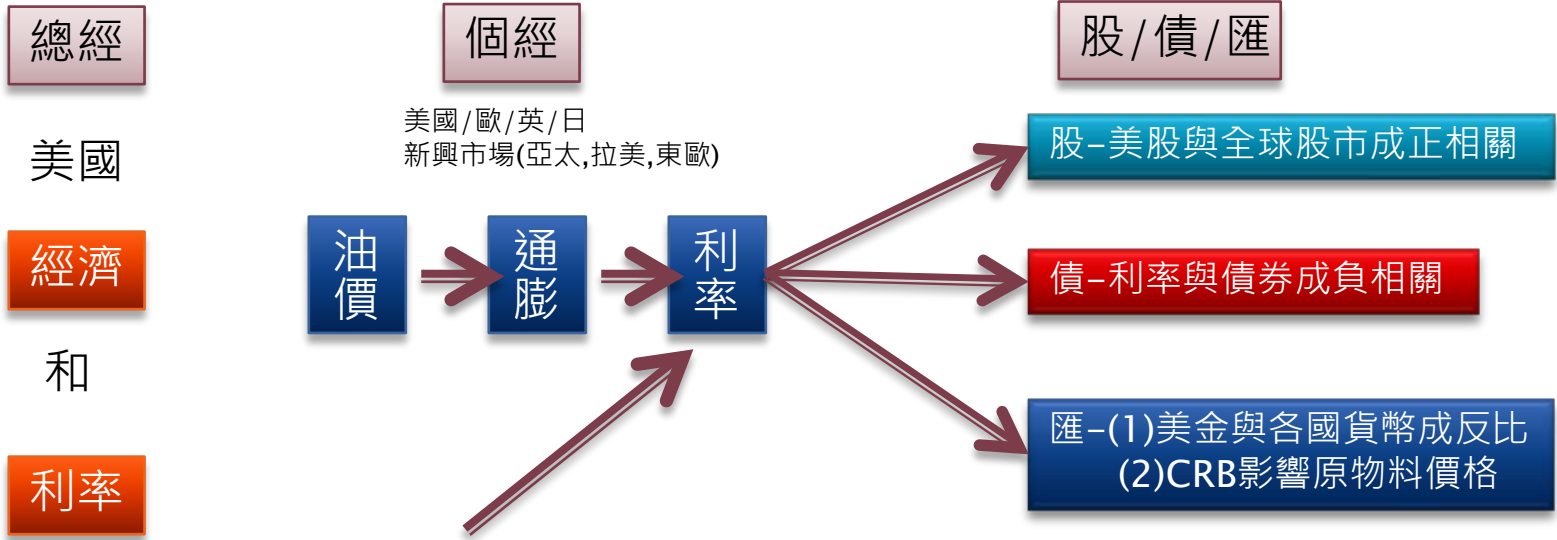 總經
個經
股/債/匯
美國/歐/英/日
新興市場(亞太,拉美,東歐)
美國
經濟
和
利率
油價
通膨
利率
股–美股與全球股市成正相關
債–利率與債券成負相關
匯–(1)美金與各國貨幣成反比
(2)CRB影響原物料價格